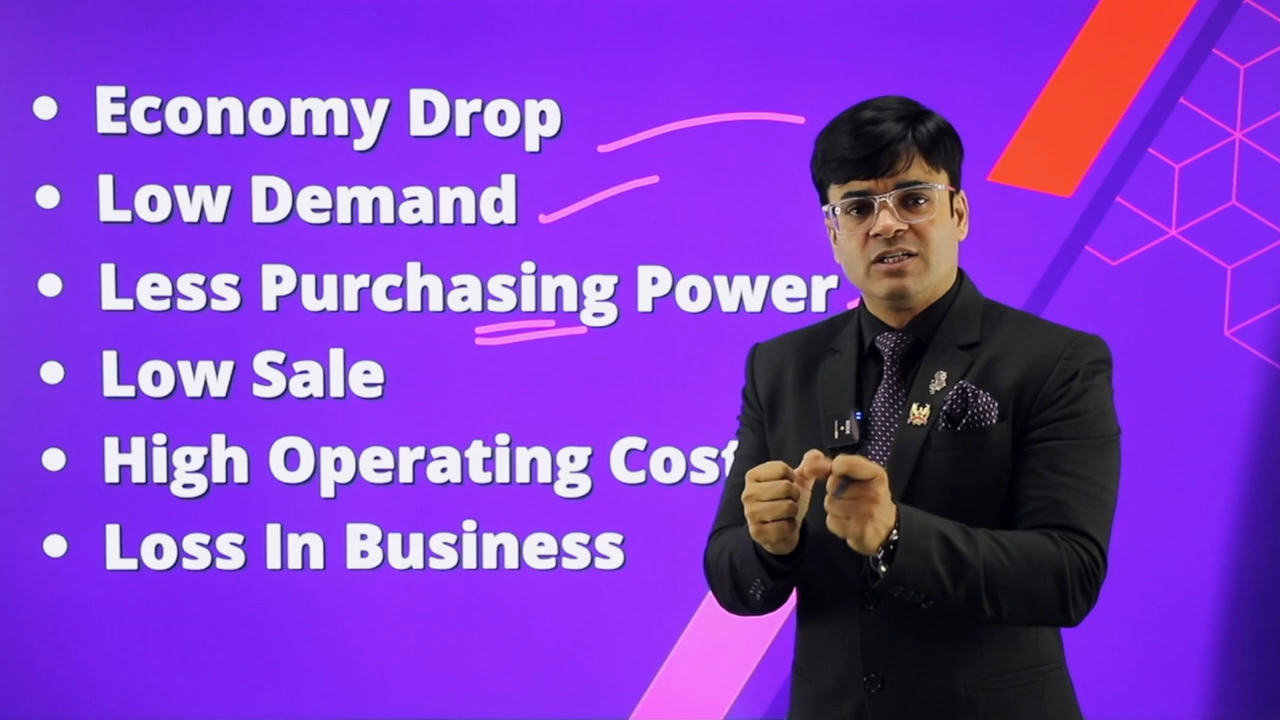 • Economy Drop
• Low Demand
• Less Purchasing Power
• Low Sale
• High Operating Cost
• Loss In Business